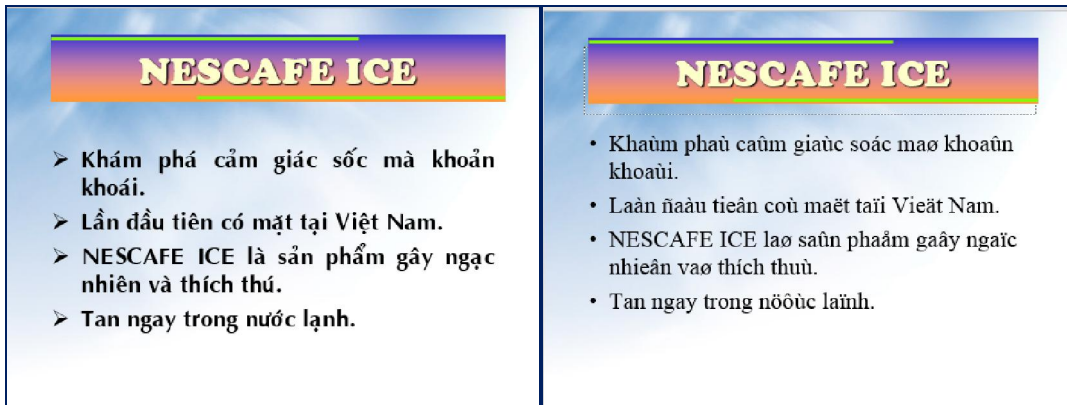 NESCAFE ICE
➢ Khám phá cảm giác sốc mà khoản
khoái.
➢ Lần đầu tiên có mặt tại Việt Nam.
➢ NESCAFE ICE là sản phẩm gây ngạc
nhiên và thích thú.
➢ Tan ngay trong nước lạnh.
NESCAFE ICE
• Khaùm phaù caûm giaùc soác maø khoaûn
khoaùi.
• Laàn ñaàu tieân coù maët taïi Vieät Nam.
• NESCAFE ICE laø saûn phaåm gaây ngaïc
nhieân vaø thích thuù.
• Tan ngay trong nöôùc laïnh.